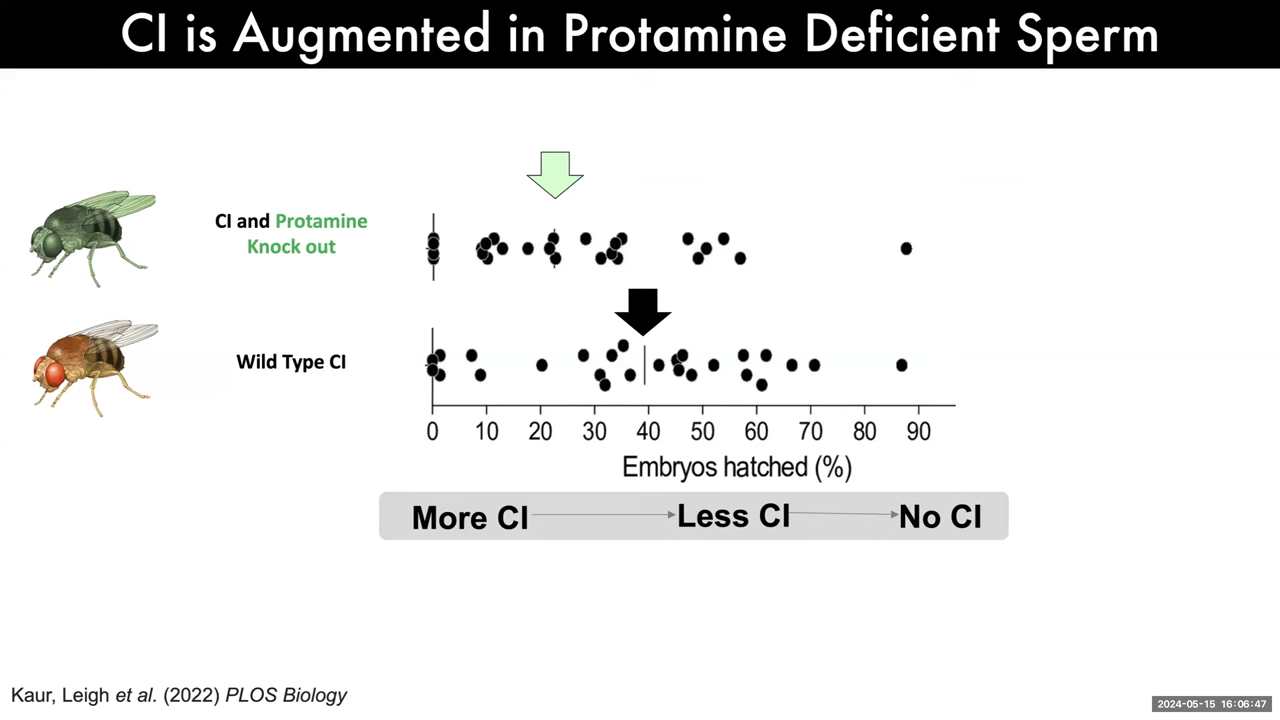 CI is Augmented in Protamine Deficient Sperm
CI and Protamine
Knock out
Wild Type CI
0 10 20 30 40 50 60 70 80 90
Embryos hatched (%)
More CI Less CI No CI
Kaur, Leigh et al. (2022) PLOS Biology
2024-05-15 16:06:47